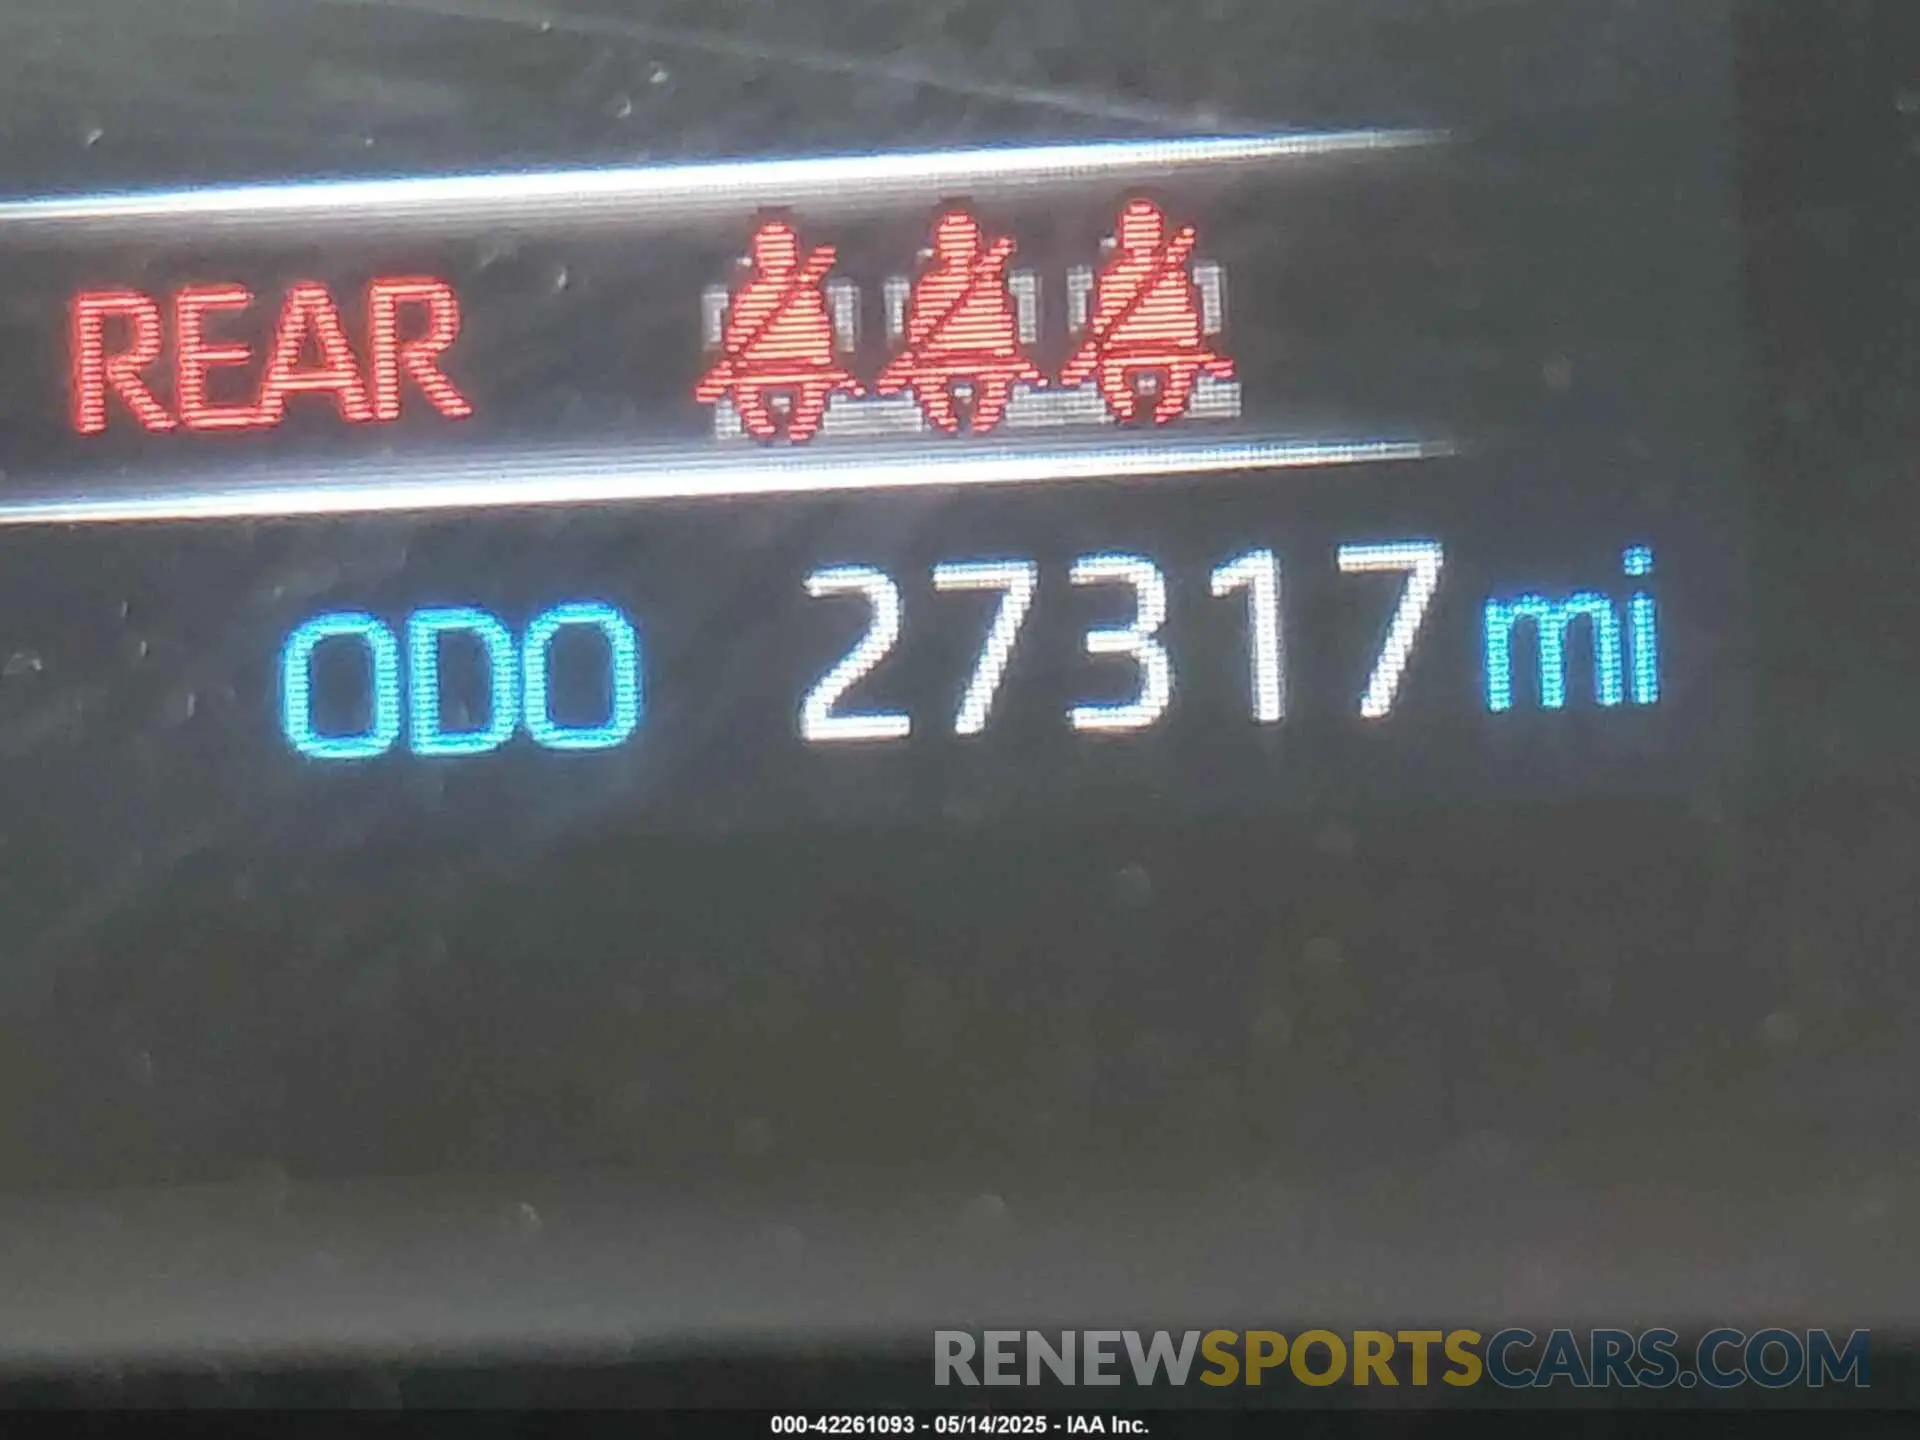 REAR
ODO 27317 mi
RENEWSPORTSCARS.COM
000-42261093 - 05/14/2025 - IAA Inc.